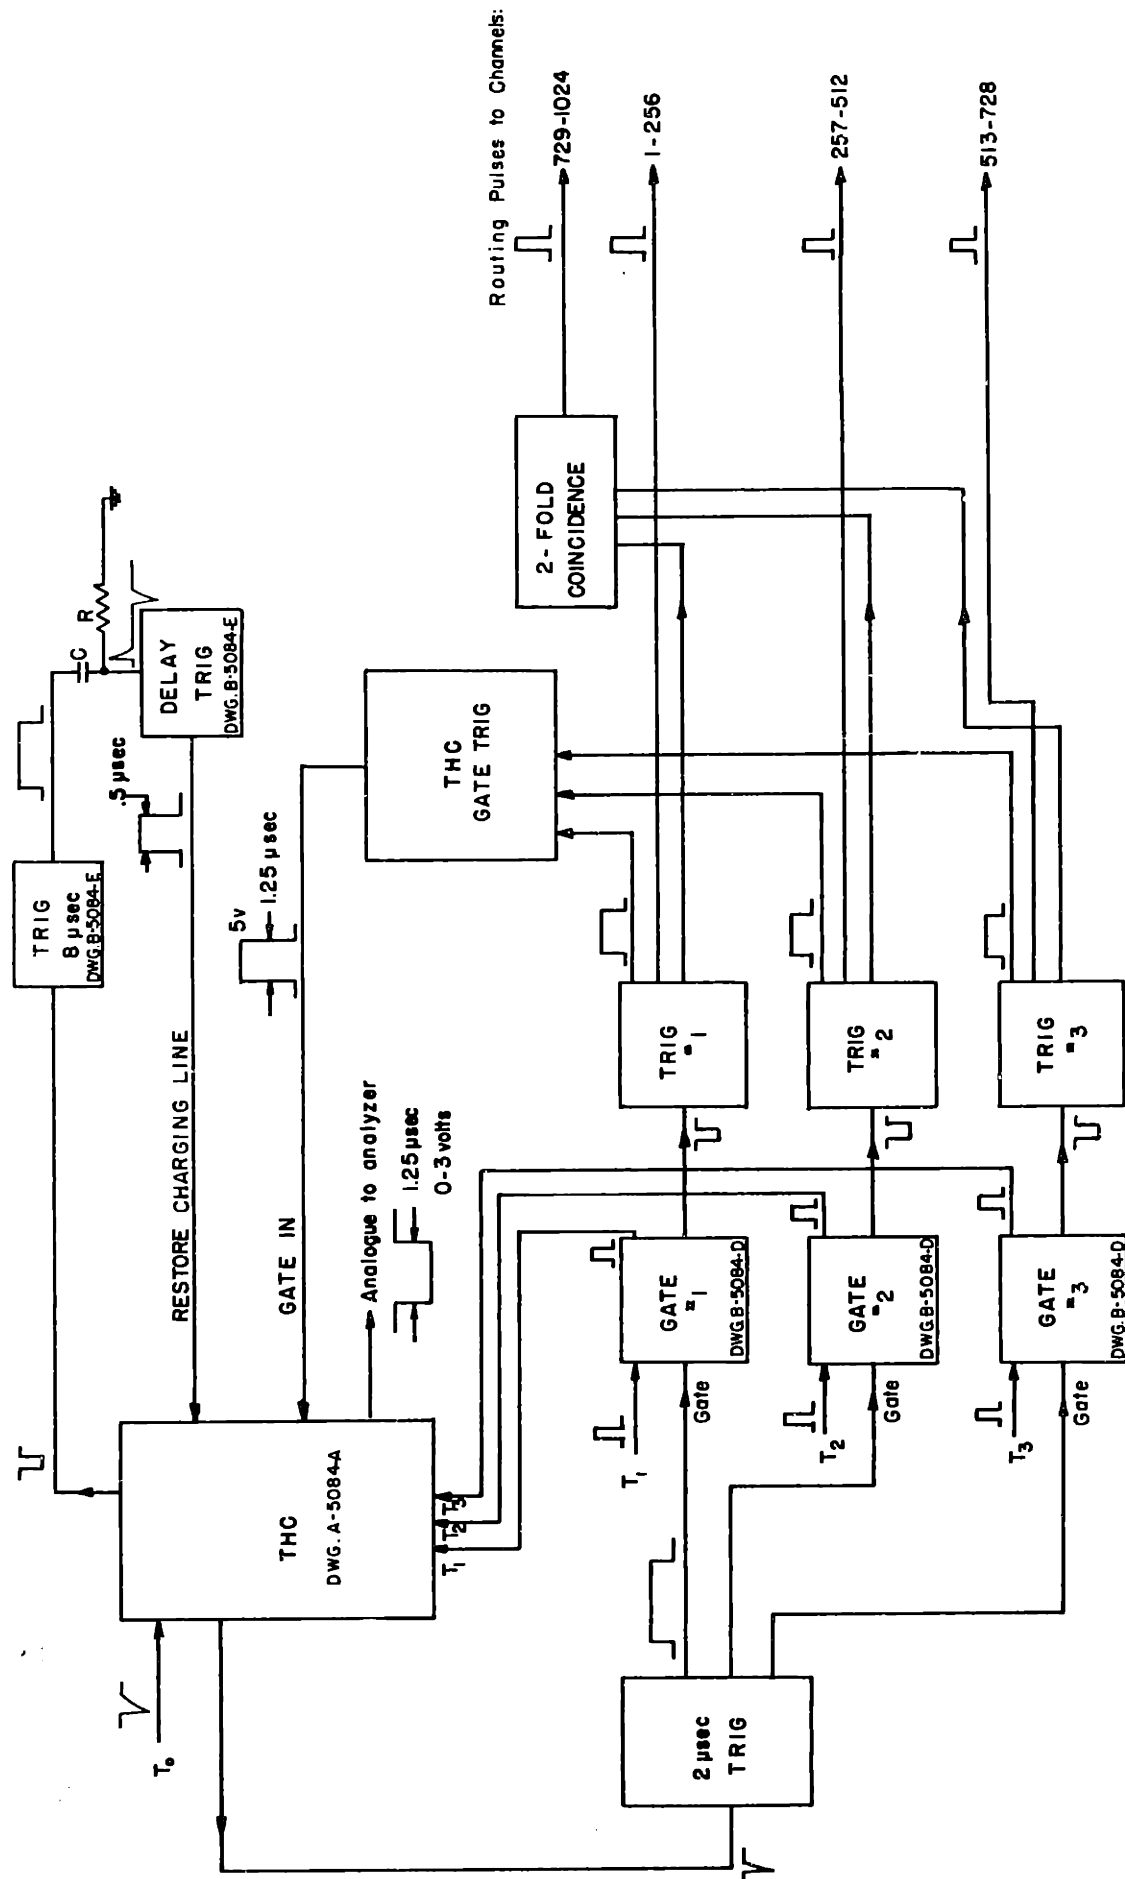 Routing Pulses to Channels:
729-1024
1-256
257-512
513-728
2-FOLD
COINCIDENCE
R
C
DELAY
TRIG
DWG. B-5084-E
.5 μsec
TRIG
8 μsec
DWG. B-5084-E
THC
GATE TRIG
5v
1.25 μsec
RESTORE CHARGING LINE
GATE IN
Analogue to analyzer
1.25 μsec
0-3 volts
THC
DWG. A-5084-A
T₁
T₂
T₃
T₀
TRIG
#1
TRIG
#2
TRIG
#3
GATE
#1
DWG. B-5084-D
GATE
#2
DWG. B-5084-D
GATE
#3
DWG. B-5084-D
T₁
Gate
T₂
Gate
T₃
Gate
2 μsec
TRIG